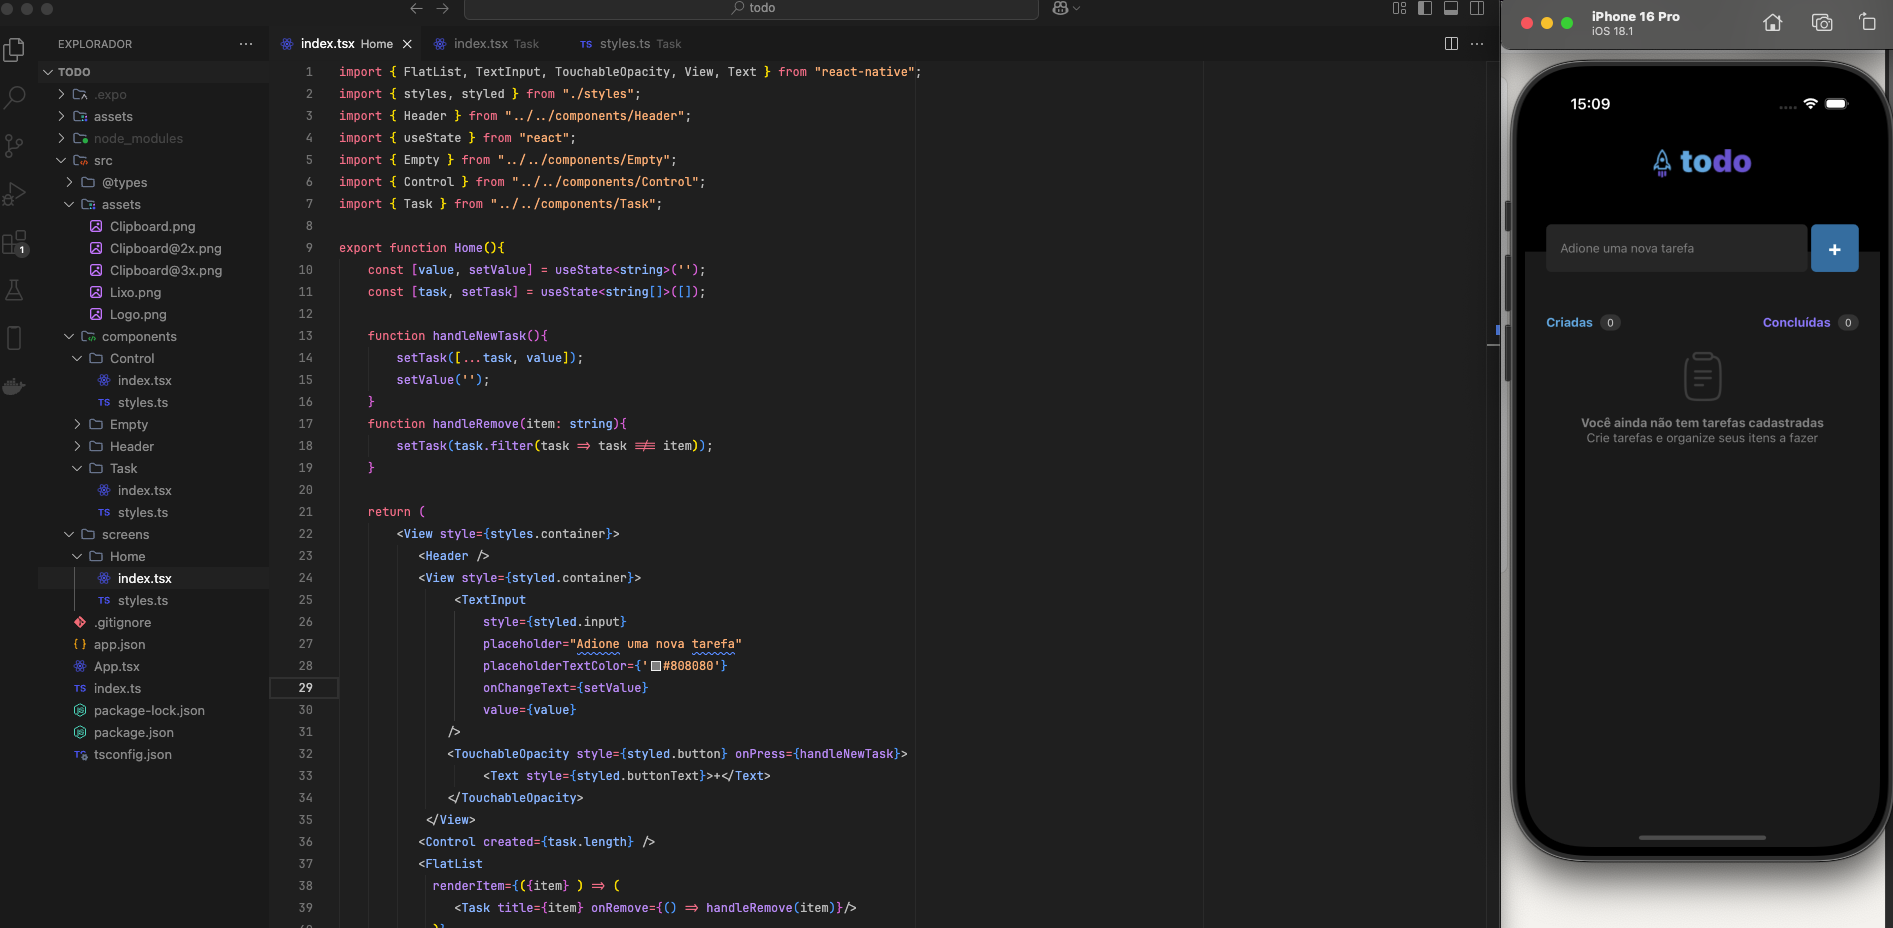 todo
EXPLORADOR
TODO
.expo
assets
node_modules
src
@types
assets
Clipboard.png
Clipboard@2x.png
Clipboard@3x.png
Lixo.png
Logo.png
components
Control
index.tsx
TS styles.ts
Empty
Header
Task
index.tsx
TS styles.ts
screens
Home
index.tsx
TS styles.ts
.gitignore
{ } app.json
App.tsx
TS index.ts
package-lock.json
package.json
TS tsconfig.json
1
index.tsx Home
index.tsx Task
TS styles.ts Task
1 import { FlatList, TextInput, TouchableOpacity, View, Text } from "react-native";
2 import { styles, styled } from "./styles";
3 import { Header } from "../../components/Header";
4 import { useState } from "react";
5 import { Empty } from "../../components/Empty";
6 import { Control } from "../../components/Control";
7 import { Task } from "../../components/Task";
8
9 export function Home(){
10 const [value, setValue] = useState<string>('');
11 const [task, setTask] = useState<string[]>([]);
12
13 function handleNewTask(){
14 setTask([...task, value]);
15 setValue('');
16 }
17 function handleRemove(item: string){
18 setTask(task.filter(task => task !== item));
19 }
20
21 return (
22 <View style={styles.container}>
23 <Header />
24 <View style={styled.container}>
25 <TextInput
26 style={styled.input}
27 placeholder="Adione uma nova tarefa"
28 placeholderTextColor={'#808080'}
29 onChangeText={setValue}
30 value={value}
31 />
32 <TouchableOpacity style={styled.button} onPress={handleNewTask}>
33 <Text style={styled.buttonText}>+</Text>
34 </TouchableOpacity>
35 </View>
36 <Control created={task.length} />
37 <FlatList
38 renderItem={({item} ) => (
39 <Task title={item} onRemove={() => handleRemove(item)}/>
iPhone 16 Pro
iOS 18.1
15:09
todo
Adione uma nova tarefa
+
Criadas 0
Concluídas 0
Você ainda não tem tarefas cadastradas
Crie tarefas e organize seus itens a fazer